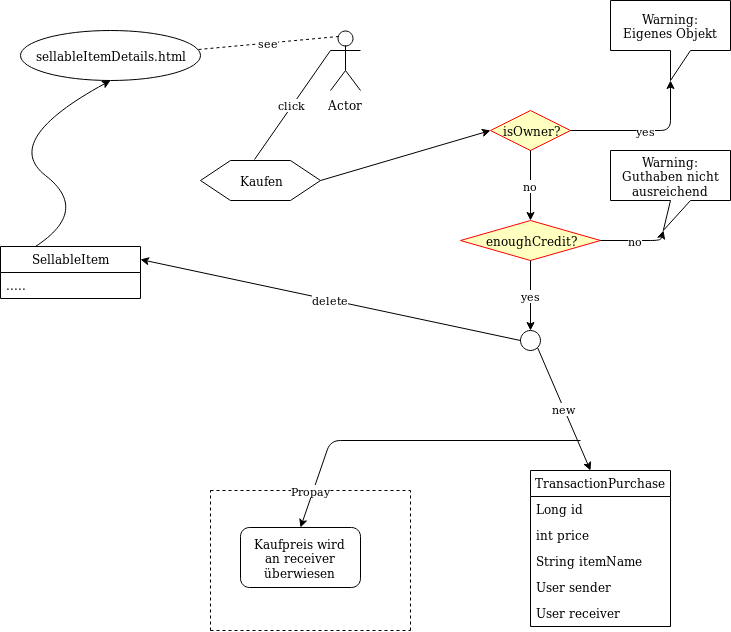 Warning:
Eigenes Objekt
sellableItemDetails.html
see
click
Actor
isOwner?
yes
Warning:
Guthaben nicht
ausreichend
Kaufen
no
enoughCredit?
no
SellableItem
.....
delete
yes
new
Propay
Kaufpreis wird
an receiver
überwiesen
TransactionPurchase
Long id
int price
String itemName
User sender
User receiver